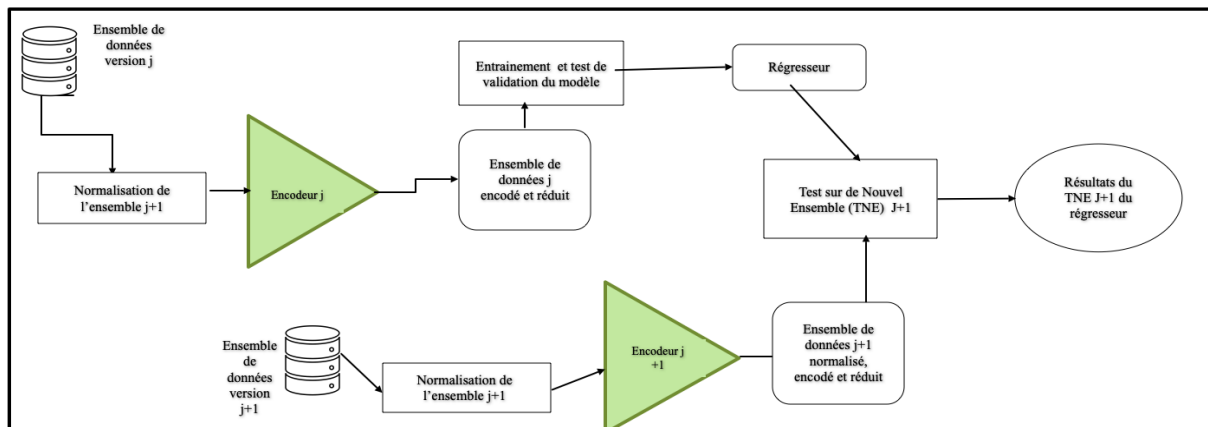 Ensemble de
données
version j
Normalisation de
l'ensemble j+1
Encodeur j
Ensemble de
données j
encodé et réduit
Entrainement et test de
validation du modèle
Régresseur
Test sur de Nouvel
Ensemble (TNE) J+1
Résultats du
TNE J+1 du
régresseur
Ensemble
de
données
version
j+1
Normalisation de
l'ensemble j+1
Encodeur j
+1
Ensemble de
données j+1
normalisé,
encodé et réduit